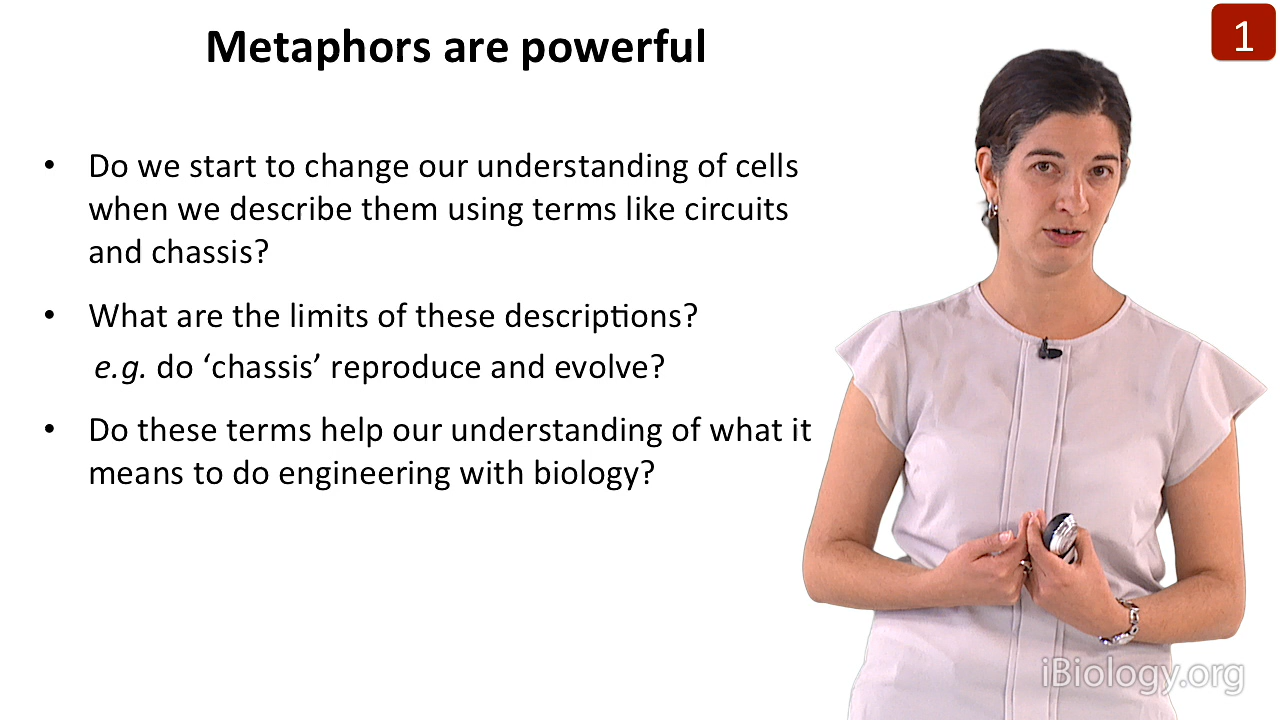 Metaphors are powerful
1
• Do we start to change our understanding of cells
when we describe them using terms like circuits
and chassis?
• What are the limits of these descriptions?
e.g. do ‘chassis’ reproduce and evolve?
• Do these terms help our understanding of what it
means to do engineering with biology?
iBiology.org